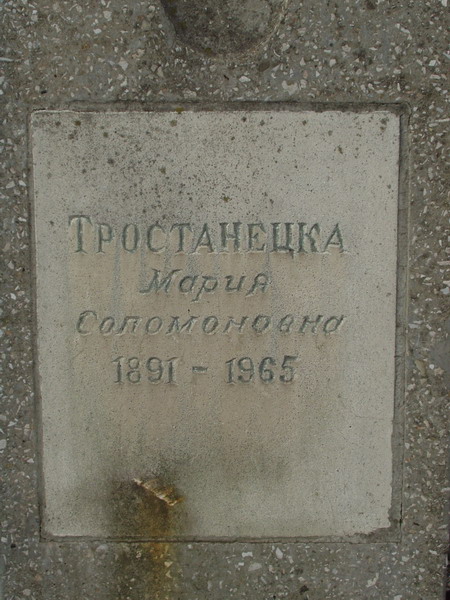 ТРОСТАНЕЦКА
Мария
Соломоновна
1891 - 1965